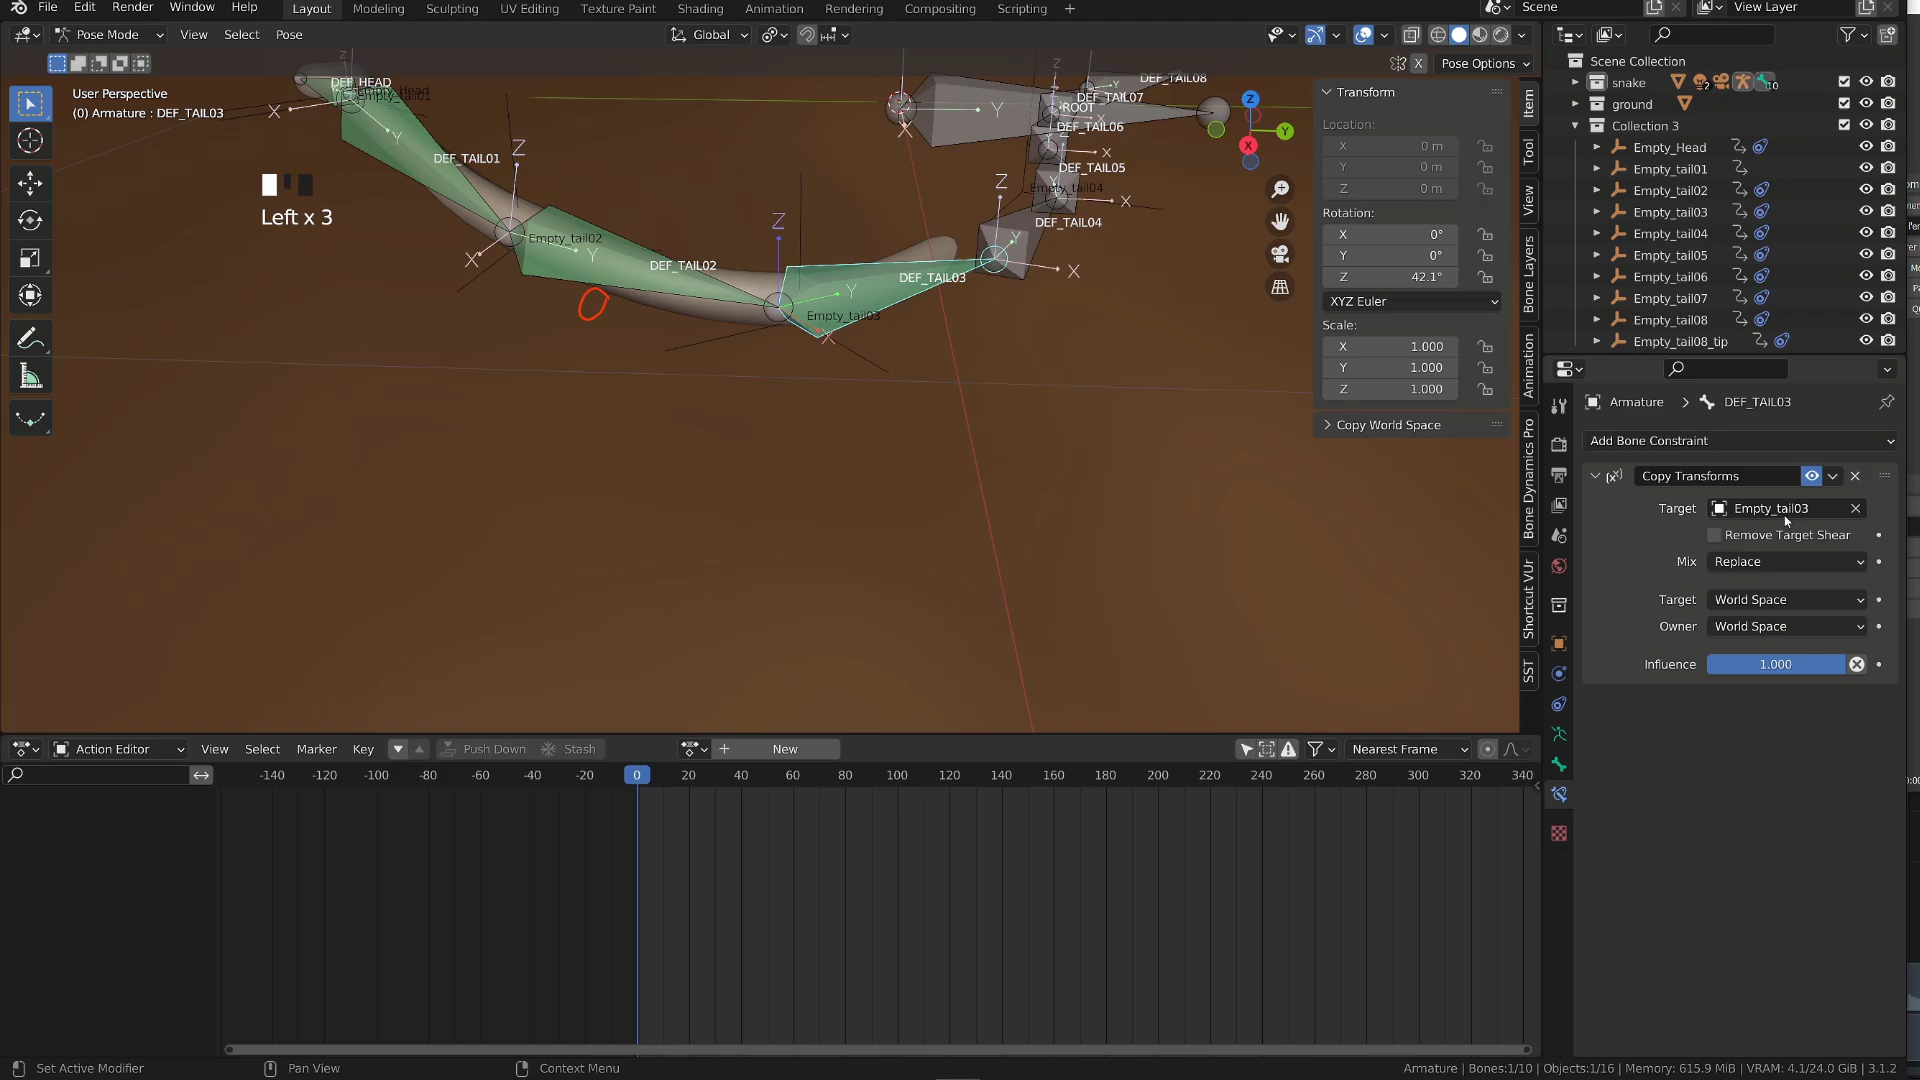 File Edit Render Window Help Layout Modeling Sculpting UV Editing Texture Paint Shading Animation Rendering Compositing Scripting + Scene View Layer
Pose Mode View Select Pose Global
X Pose Options
User Perspective
(0) Armature : DEF_TAIL03
Left x 3
DEF_HEAD
DEF_TAIL01
Empty_tail02
DEF_TAIL02
DEF_TAIL03
Empty_tail03
DEF_TAIL08
DEF_TAIL07
ROOT
DEF_TAIL06
DEF_TAIL05
Empty_tail04
DEF_TAIL04
Z
Y
X
Transform
Location:
X 0 m
Y 0 m
Z 0 m
Rotation:
X 0°
Y 0°
Z 42.1°
XYZ Euler
Scale:
X 1.000
Y 1.000
Z 1.000
Copy World Space
Item
Tool
View
Bone Layers
Animation
Bone Dynamics Pro
Shortcut VUr
SST
Scene Collection
snake 2 10
ground
Collection 3
Empty_Head
Empty_tail01
Empty_tail02
Empty_tail03
Empty_tail04
Empty_tail05
Empty_tail06
Empty_tail07
Empty_tail08
Empty_tail08_tip
Armature > DEF_TAIL03
Add Bone Constraint
Copy Transforms
Target Empty_tail03
Remove Target Shear
Mix Replace
Target World Space
Owner World Space
Influence 1.000
Action Editor View Select Marker Key Push Down Stash + New Nearest Frame
-140 -120 -100 -80 -60 -40 -20 0 20 40 60 80 100 120 140 160 180 200 220 240 260 280 300 320 340
Set Active Modifier Pan View Context Menu Armature | Bones:1/10 | Objects:1/16 | Memory: 615.9 MiB | VRAM: 4.1/24.0 GiB | 3.1.2